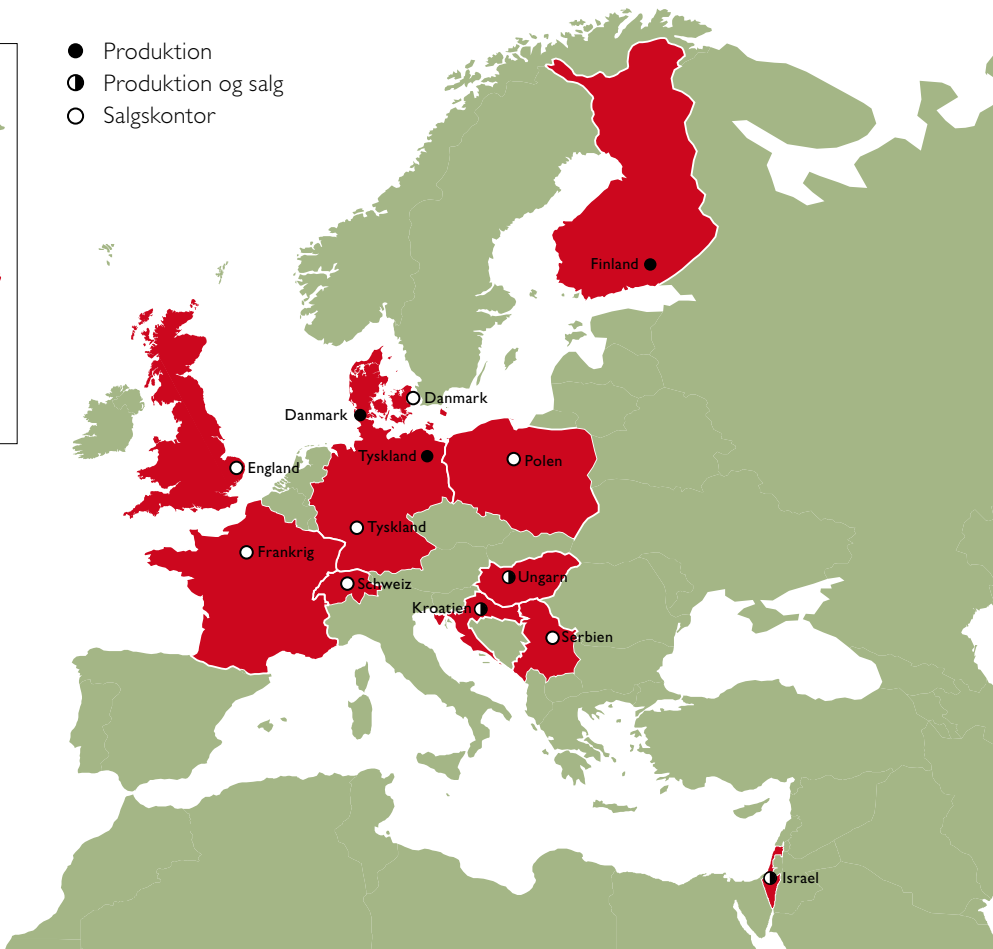 Produktion
Produktion og salg
Salgskontor
Finland
Danmark
Danmark
Tyskland
Polen
England
Tyskland
Frankrig
Ungarn
Schweiz
Kroatien
Serbien
Israel